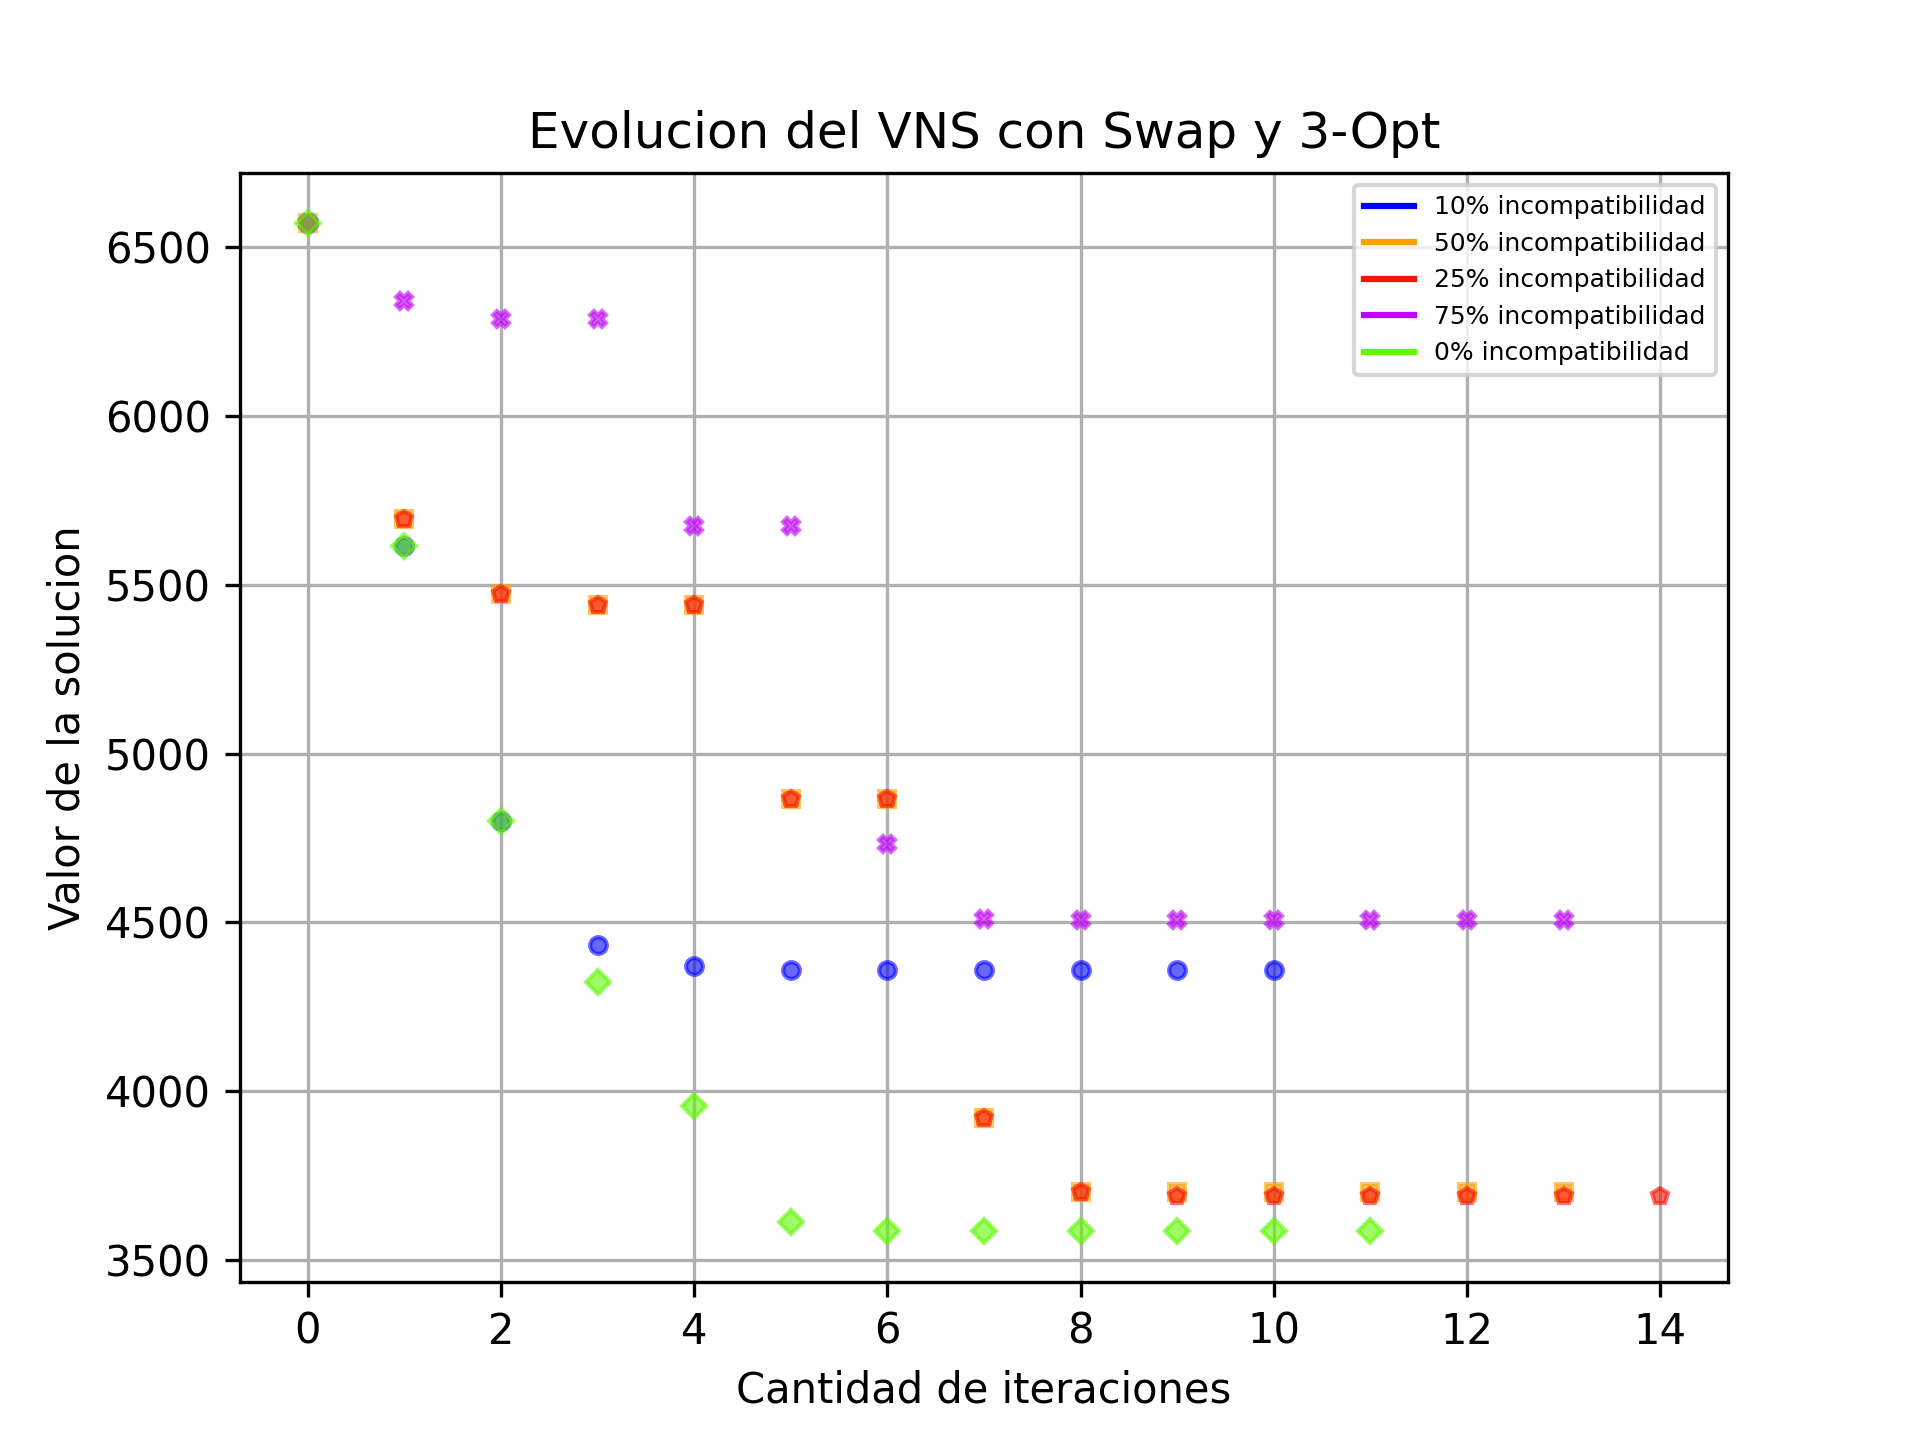 Evolucion del VNS con Swap y 3-Opt
10% incompatibilidad
50% incompatibilidad
25% incompatibilidad
75% incompatibilidad
0% incompatibilidad
Valor de la solucion
6500
6000
5500
5000
4500
4000
3500
0 2 4 6 8 10 12 14
Cantidad de iteraciones